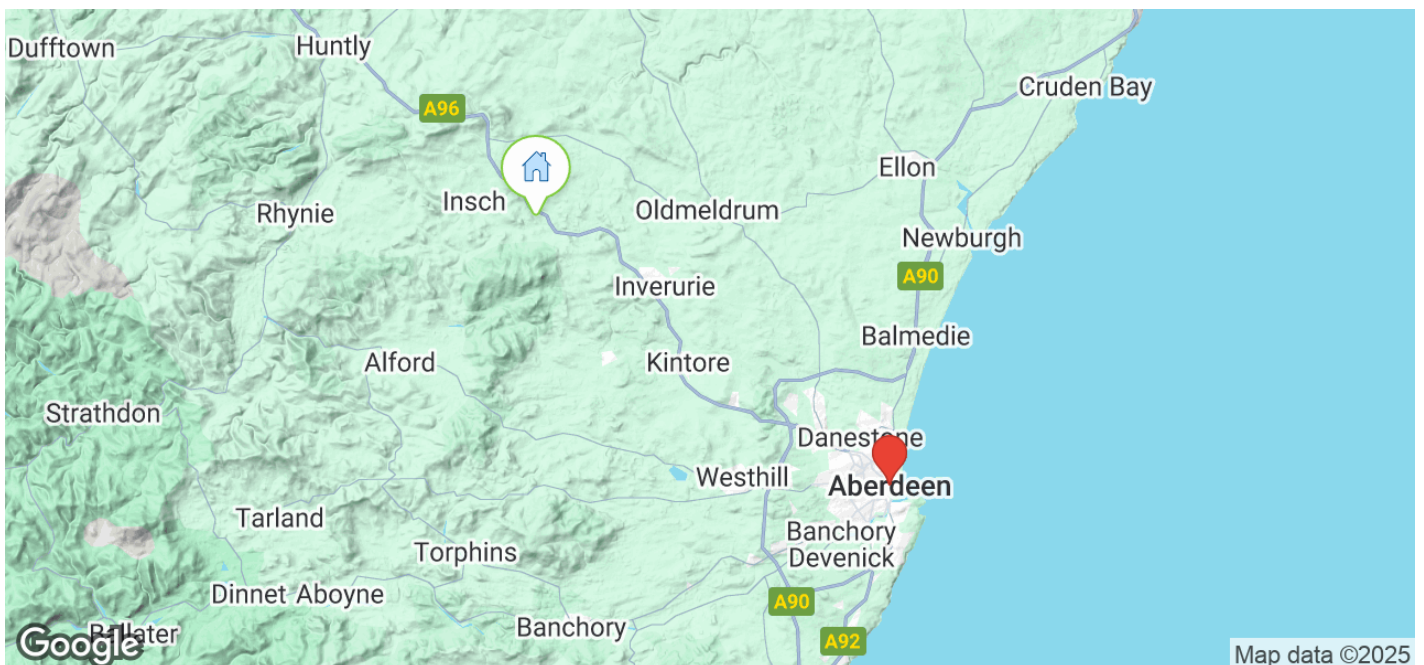 Dufftown
Huntly
Cruden Bay
A96
Ellon
Insch
Rhynie
Oldmeldrum
Newburgh
A90
Inverurie
Balmedie
Alford
Kintore
Strathdon
Danestone
Westhill
Aberdeen
Tarland
Banchory
Devenick
Torphins
Dinnet
Aboyne
A90
Banchory
Ballater
A92
Google
Map data ©2025